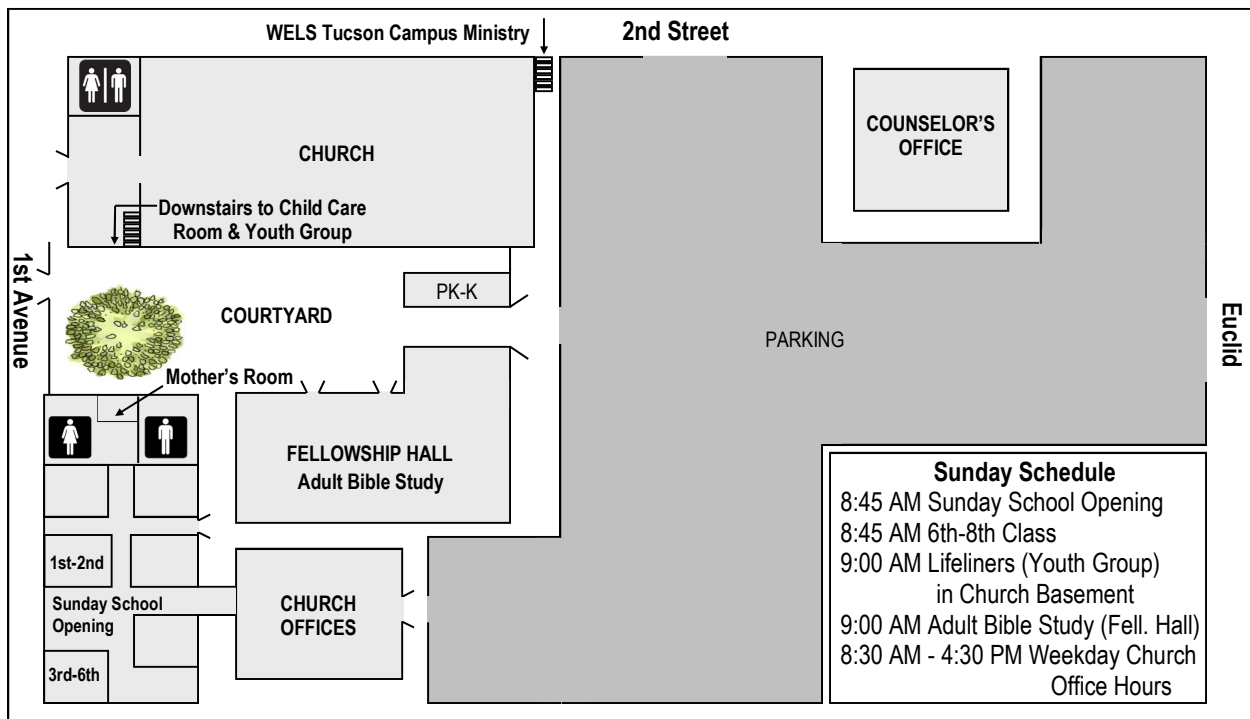 WELS Tucson Campus Ministry
2nd Street
COUNSELOR'S
OFFICE
CHURCH
Downstairs to Child Care
Room & Youth Group
1st Avenue
PK-K
COURTYARD
PARKING
Euclid
Mother's Room
FELLOWSHIP HALL
Adult Bible Study
1st-2nd
Sunday School
Opening
3rd-6th
CHURCH
OFFICES
Sunday Schedule
8:45 AM Sunday School Opening
8:45 AM 6th-8th Class
9:00 AM Lifeliners (Youth Group)
in Church Basement
9:00 AM Adult Bible Study (Fell. Hall)
8:30 AM - 4:30 PM Weekday Church
Office Hours